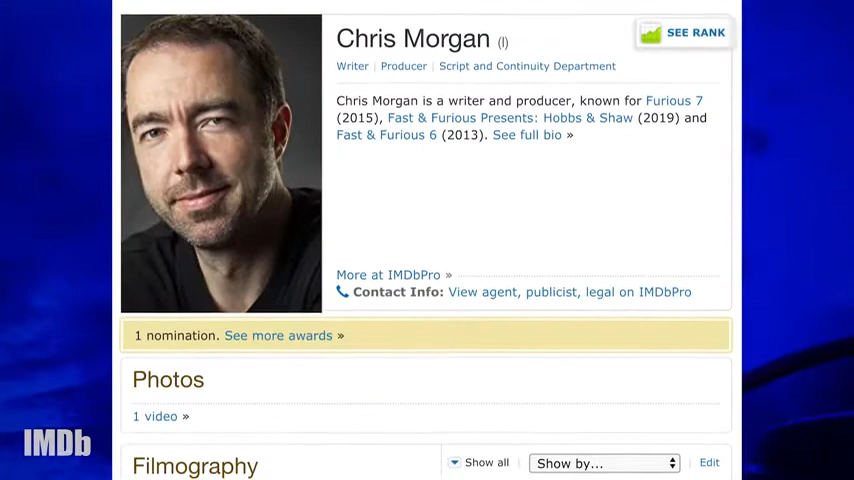 Chris Morgan (I)
SEE RANK
Writer | Producer | Script and Continuity Department
Chris Morgan is a writer and producer, known for Furious 7
(2015), Fast & Furious Presents: Hobbs & Shaw (2019) and
Fast & Furious 6 (2013). See full bio »
More at IMDbPro »
Contact Info: View agent, publicist, legal on IMDbPro
1 nomination. See more awards »
Photos
1 video »
Filmography
Show all | Show by... | Edit
IMDb